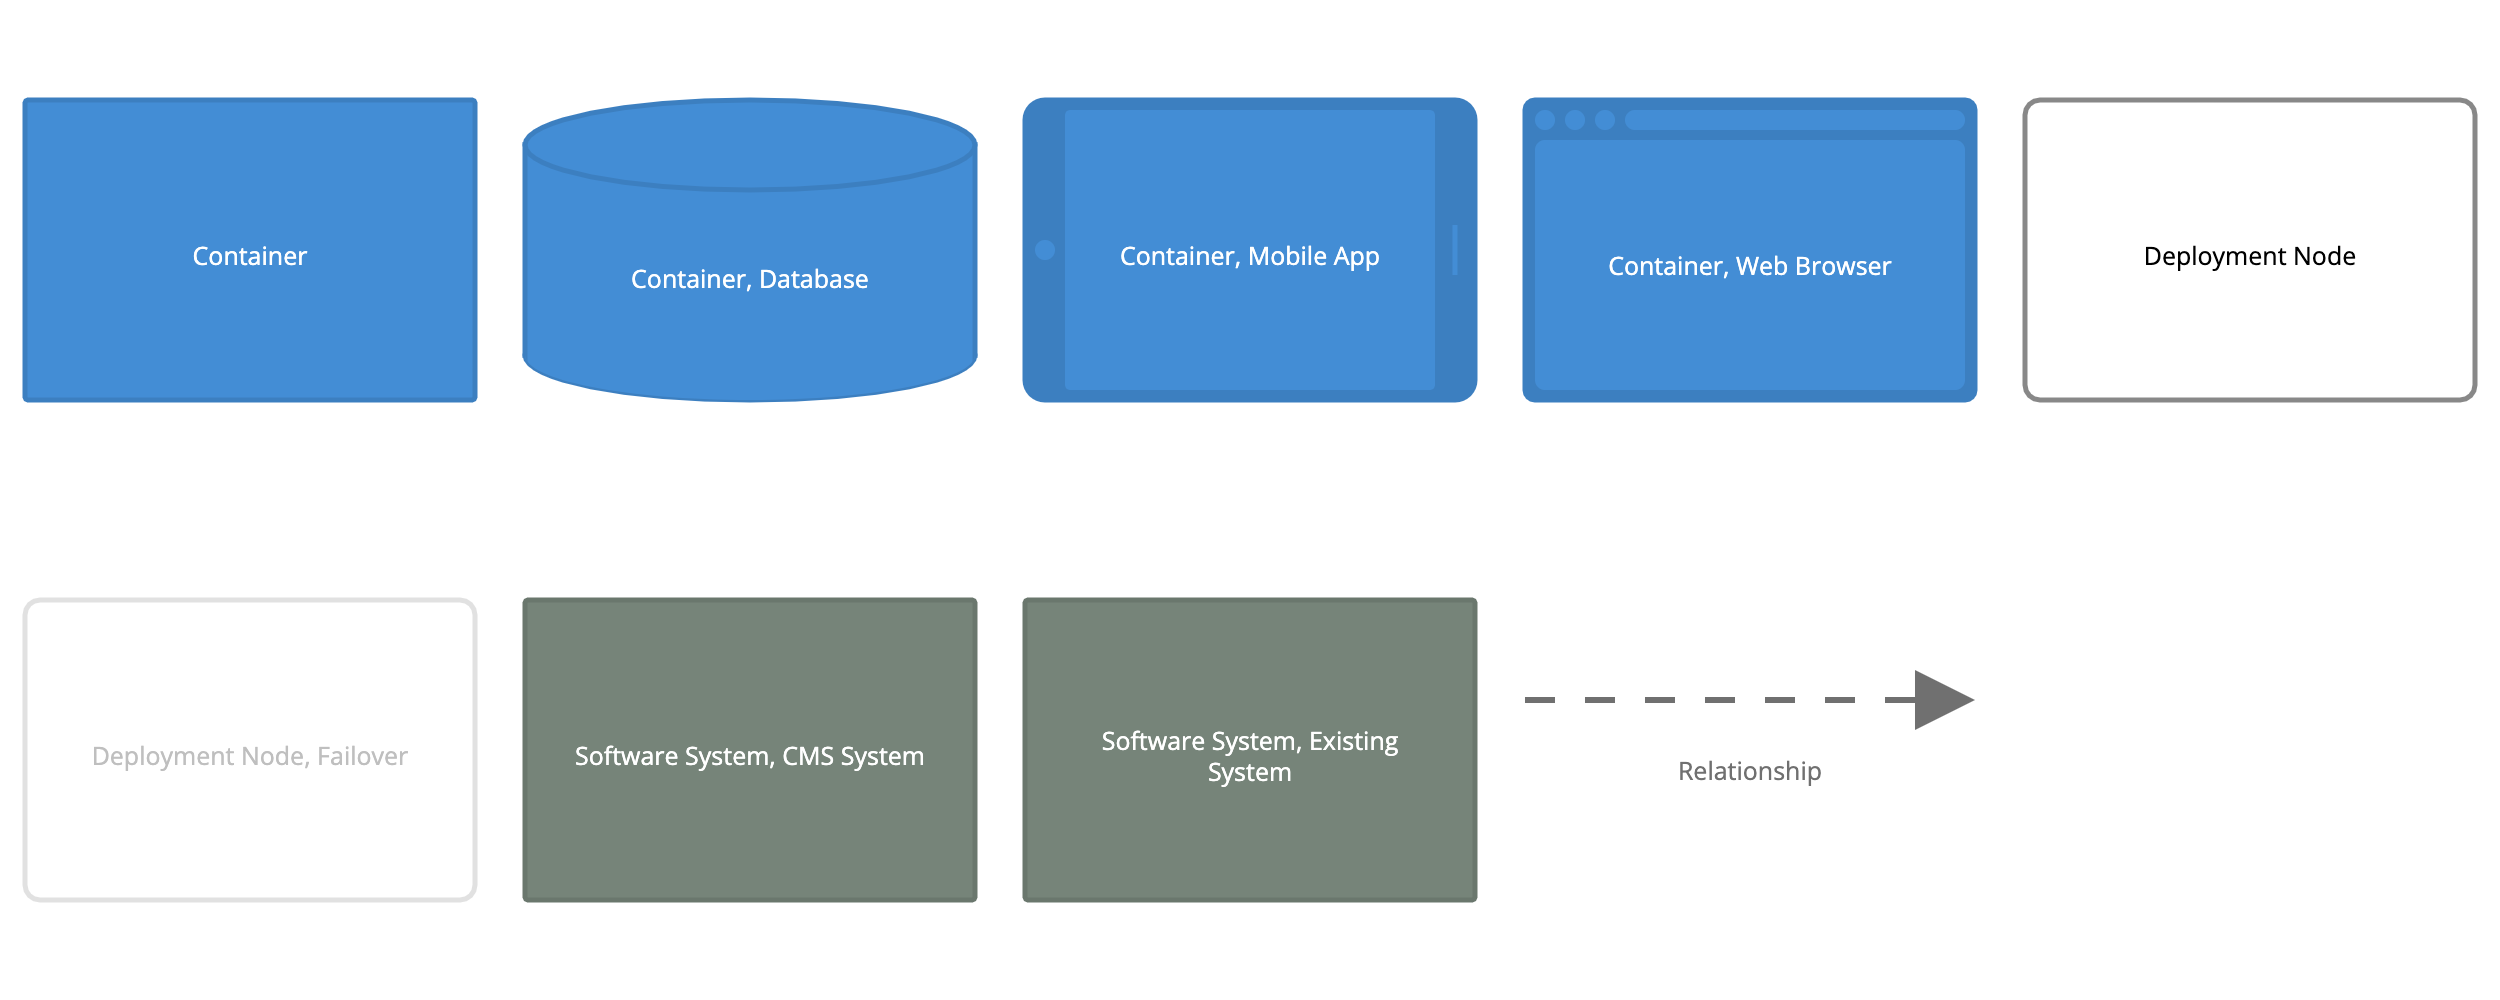 Container
Container, Database
Container, Mobile App
Container, Web Browser
Deployment Node
Deployment Node, Failover
Software System, CMS System
Software System, Existing
System
Relationship